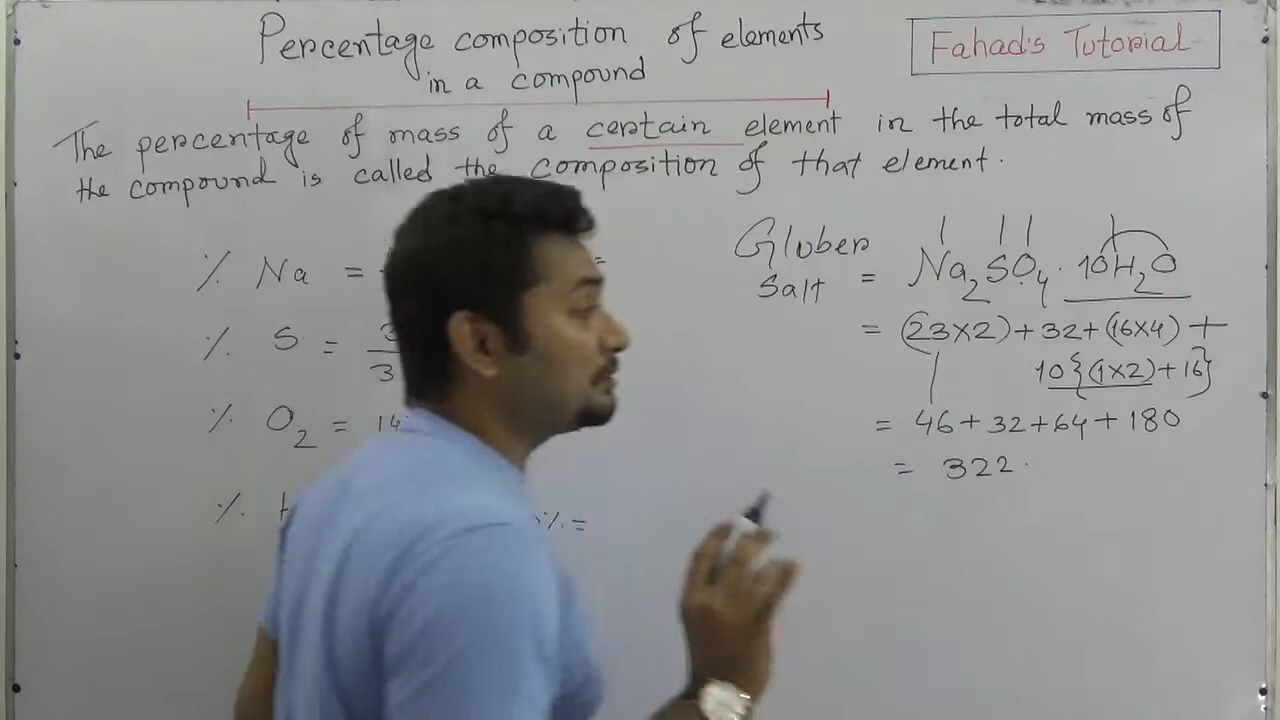 Percentage composition of elements
in a compound
Fahad's Tutorial
The percentage of mass of a certain element in the total mass of
the compound is called the composition of that element.
% Na = =
% S = 3
3
% O2 = 14
% %=
Gluber
Salt = Na2SO4. 10H2O
= (23×2)+32+(16×4)+
10{(1×2)+16}
= 46+32+64+180
= 322.